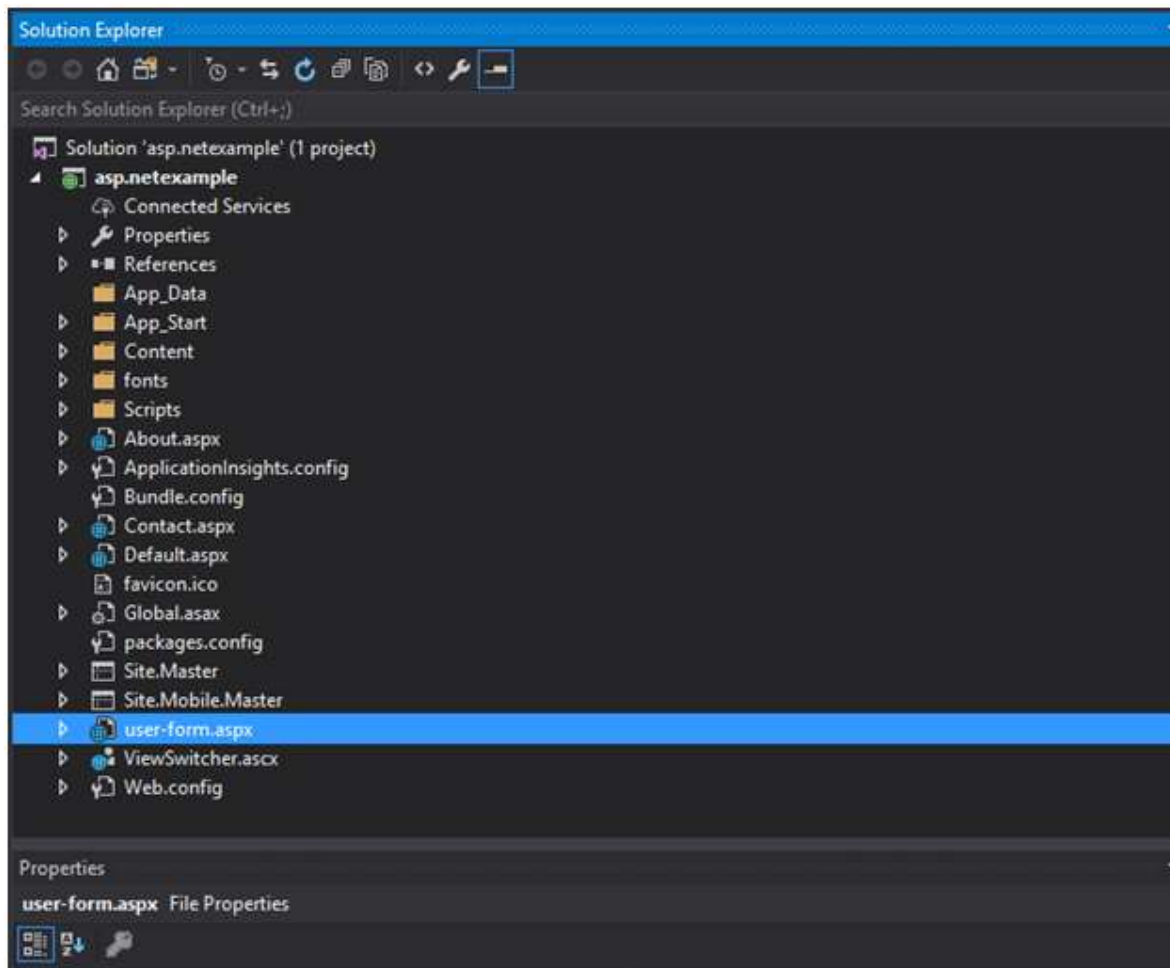 Solution Explorer
Search Solution Explorer (Ctrl+;)
Solution 'asp.netexample' (1 project)
asp.netexample
Connected Services
Properties
References
App_Data
App_Start
Content
fonts
Scripts
About.aspx
ApplicationInsights.config
Bundle.config
Contact.aspx
Default.aspx
favicon.ico
Global.asax
packages.config
Site.Master
Site.Mobile.Master
user-form.aspx
ViewSwitcher.ascx
Web.config
Properties
user-form.aspx File Properties